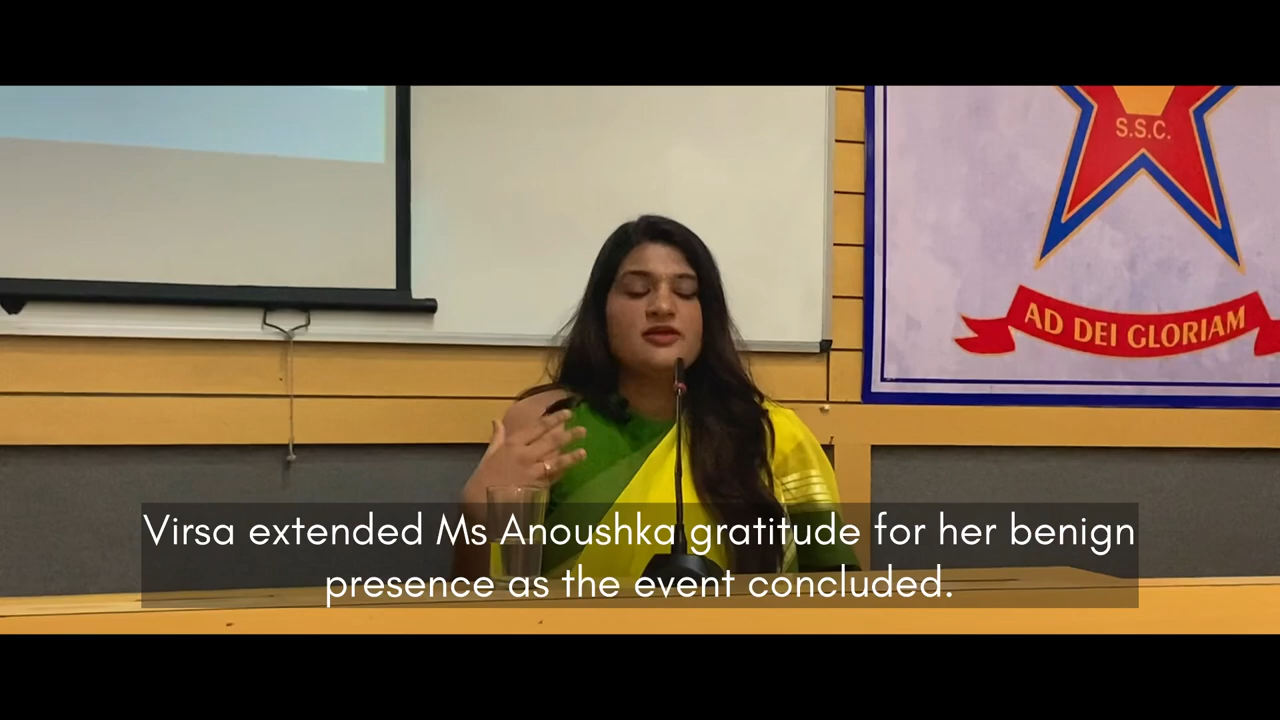 S.S.C.
AD DEI GLORIAM
Virsa extended Ms Anoushka gratitude for her benign
presence as the event concluded.